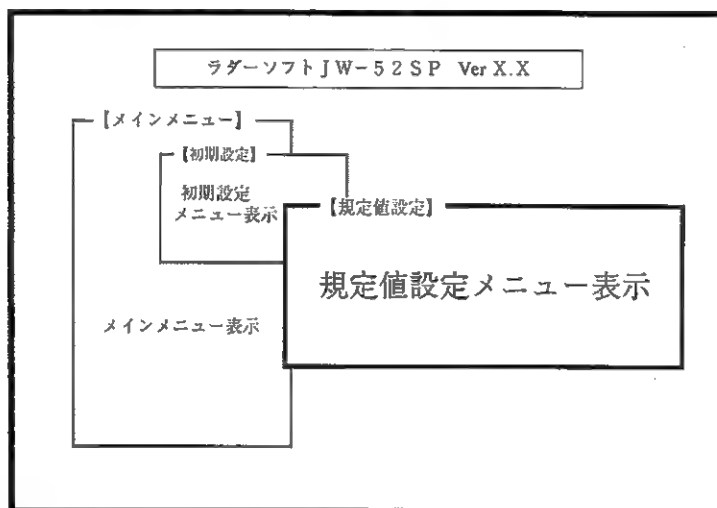 ラダーソフトJW-52SP Ver X.X
【メインメニュー】
【初期設定】
初期設定
メニュー表示
【規定値設定】
規定値設定メニュー表示
メインメニュー表示